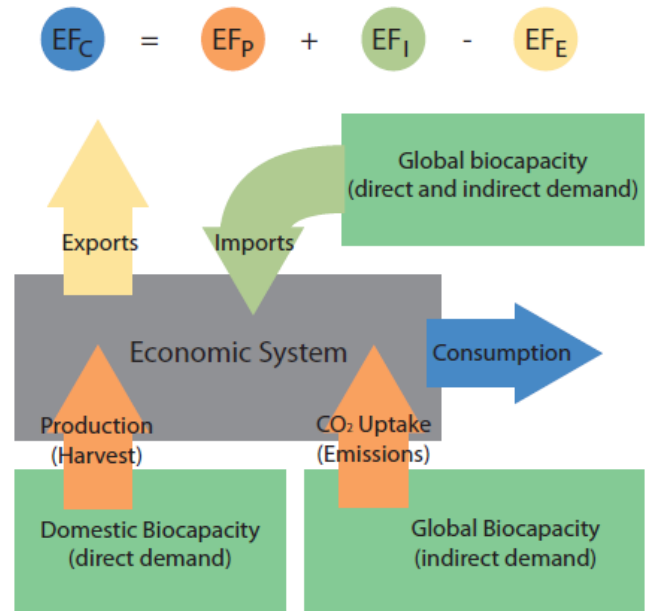 EFC = EFP + EFI - EFE
Global biocapacity
(direct and indirect demand)
Exports
Imports
Economic System
Consumption
Production
(Harvest)
CO₂ Uptake
(Emissions)
Domestic Biocapacity
(direct demand)
Global Biocapacity
(indirect demand)